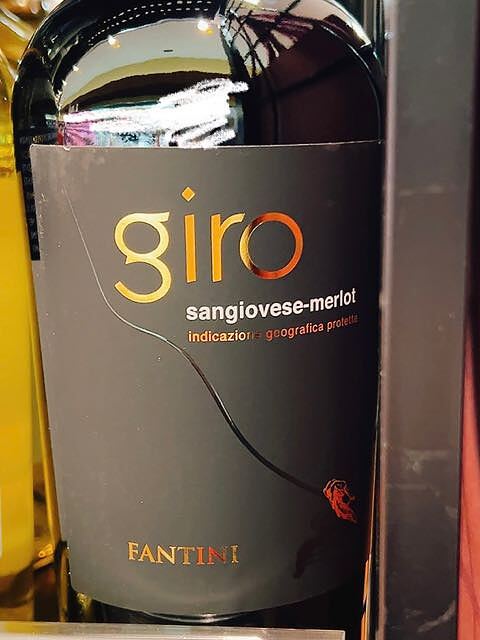 giro
sangiovese-merlot
indicazione geografica protetta
FANTINI